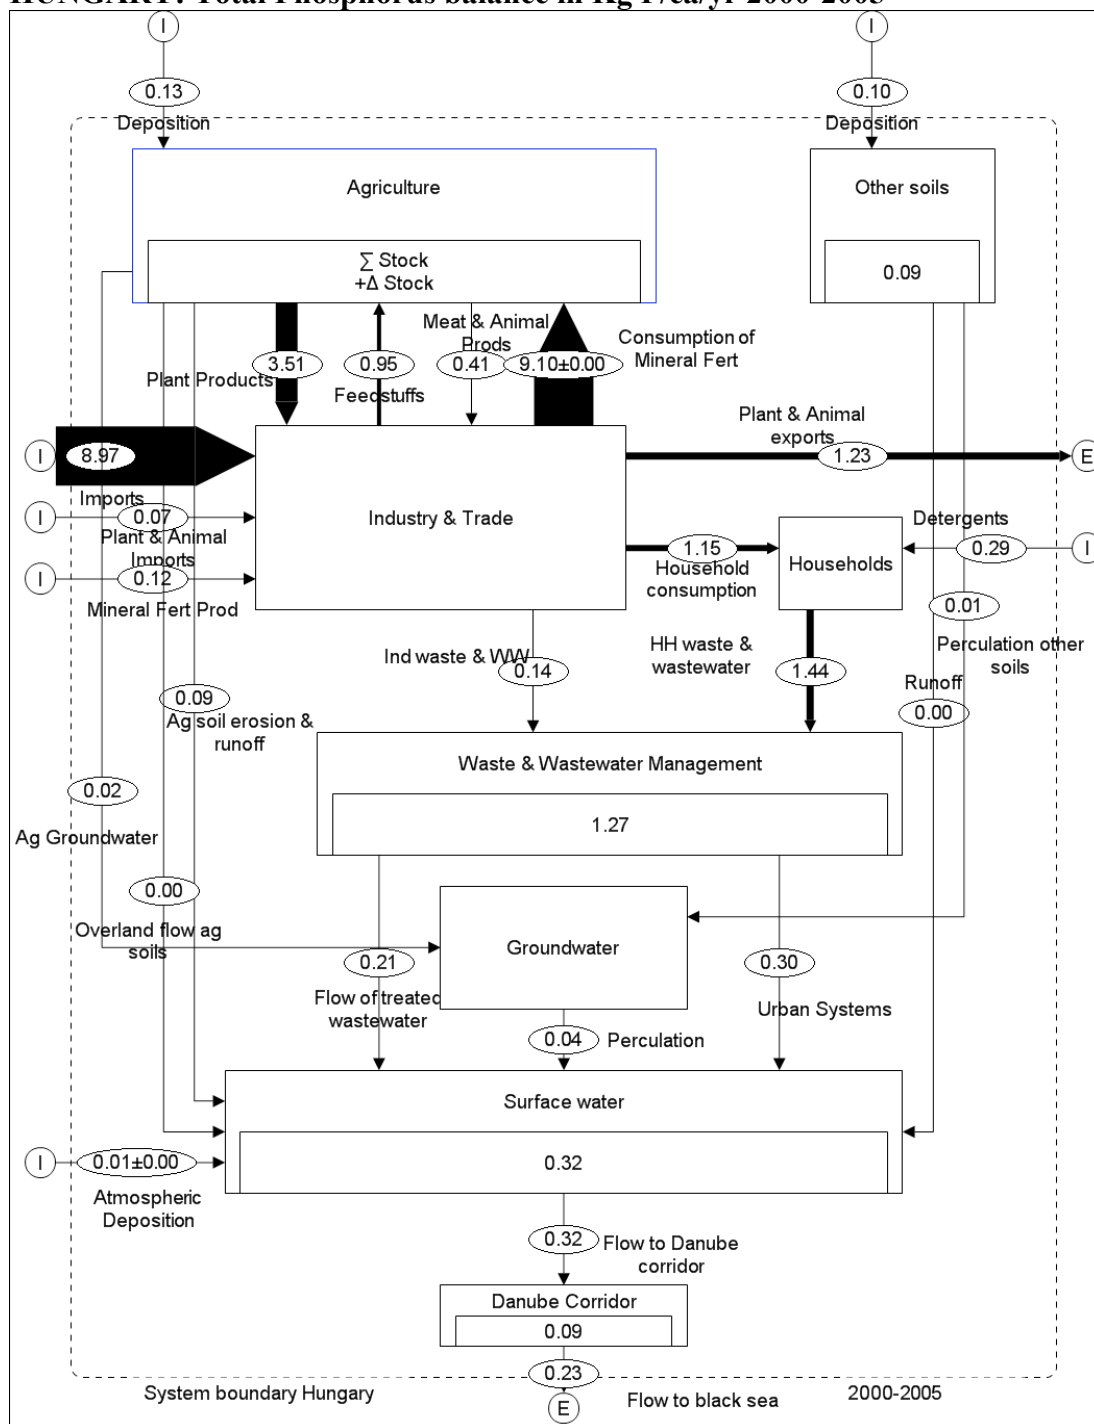 HUNGARY: Total Phosphorus balance in Kg P/ca/yr 2000-2005
I
I
0.13
0.10
Deposition
Deposition
Agriculture
Other soils
∑ Stock
+Δ Stock
0.09
Meat & Animal
Prods
Consumption of
Mineral Fert
3.51
0.95
0.41
9.10±0.00
Plant Products
Feedstuffs
Plant & Animal
exports
I
8.97
1.23
E
Imports
I
0.07
Industry & Trade
Detergents
Plant & Animal
Imports
1.15
0.29
I
Household
consumption
Households
I
0.12
Mineral Fert Prod
0.01
Ind waste & WW
0.14
HH waste &
wastewater
1.44
Perculation other
soils
Runoff
0.00
0.09
Ag soil erosion &
runoff
Waste & Wastewater Management
0.02
1.27
Ag Groundwater
0.00
Overland flow ag
soils
Groundwater
0.21
0.30
Flow of treated
wastewater
Urban Systems
0.04
Perculation
Surface water
I
0.01±0.00
0.32
Atmospheric
Deposition
0.32
Flow to Danube
corridor
Danube Corridor
0.09
0.23
System boundary Hungary
Flow to black sea
2000-2005
E